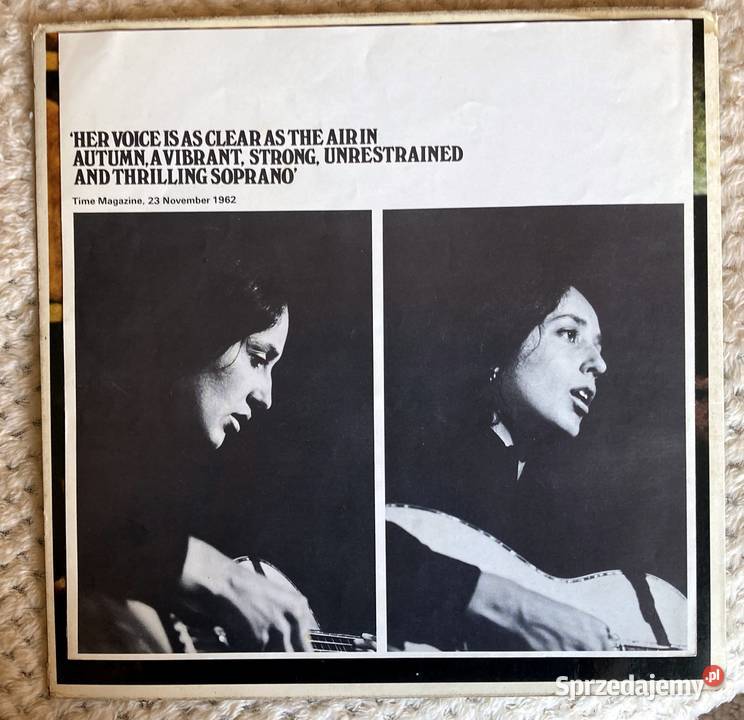 ‘HER VOICE IS AS CLEAR AS THE AIR IN
AUTUMN, A VIBRANT, STRONG, UNRESTRAINED
AND THRILLING SOPRANO’
Time Magazine, 23 November 1962
Sprzedajemy.pl